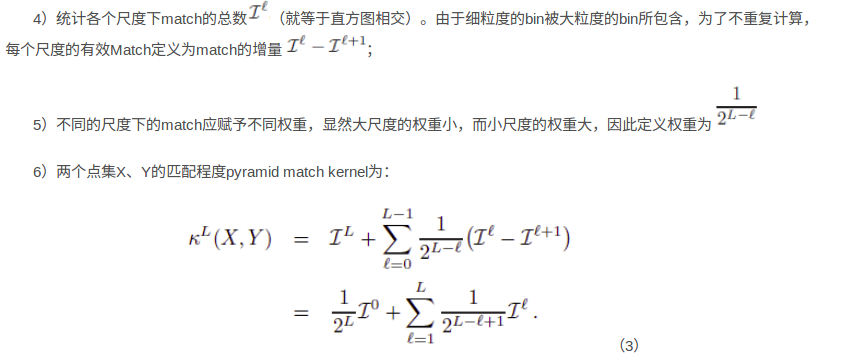 4）统计各个尺度下match的总数 $\mathcal{I}^{\ell}$（就等于直方图相交）。由于细粒度的bin被大粒度的bin所包含，为了不重复计算，
每个尺度的有效Match定义为match的增量 $\mathcal{I}^{\ell} - \mathcal{I}^{\ell+1}$;
5）不同的尺度下的match应赋予不同权重，显然大尺度的权重小，而小尺度的权重大，因此定义权重为 $\frac{1}{2^{L-\ell}}$
6）两个点集X、Y的匹配程度pyramid match kernel为：
$\kappa^{L}(X,Y) = \mathcal{I}^{L} + \sum_{\ell=0}^{L-1} \frac{1}{2^{L-\ell}} (\mathcal{I}^{\ell} - \mathcal{I}^{\ell+1})$
$= \frac{1}{2^{L}} \mathcal{I}^{0} + \sum_{\ell=1}^{L} \frac{1}{2^{L-\ell+1}} \mathcal{I}^{\ell} .$
（3）